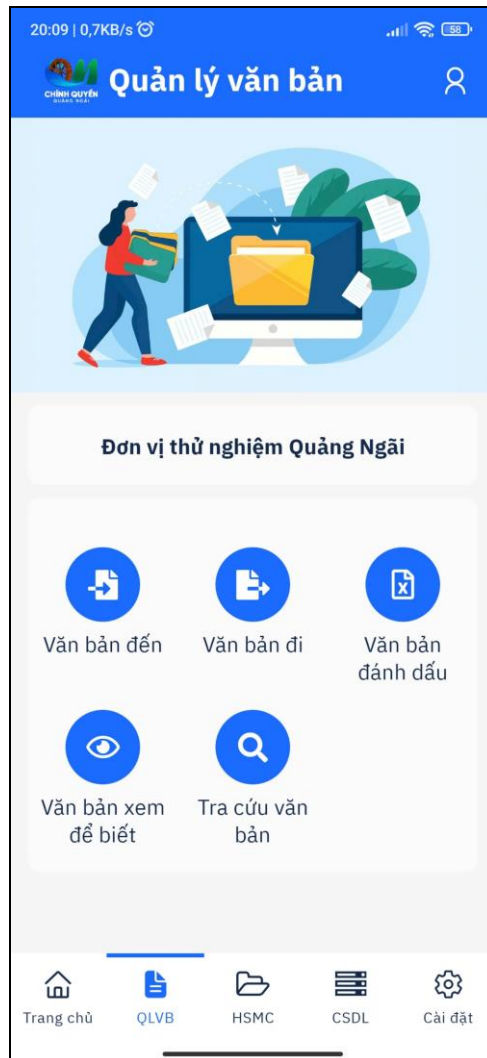 20:09 | 0,7KB/s
58
CHÍNH QUYỀN
QUẢNG NGÃI
Quản lý văn bản
Đơn vị thử nghiệm Quảng Ngãi
Văn bản đến
Văn bản đi
Văn bản
đánh dấu
Văn bản xem
để biết
Tra cứu văn
bản
Trang chủ
QLVB
HSMC
CSDL
Cài đặt